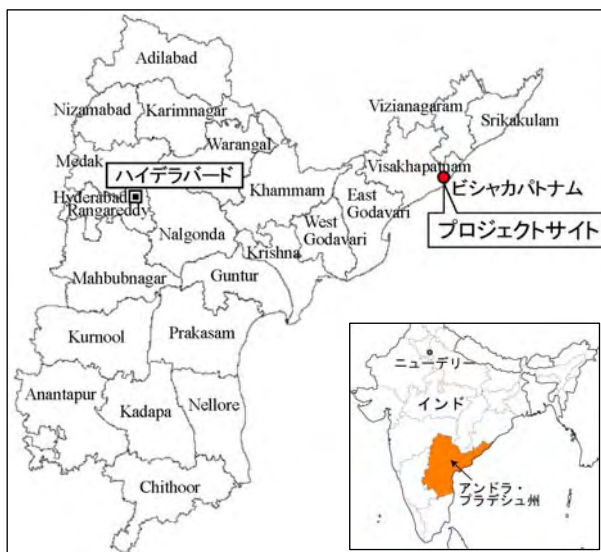 Adilabad
Nizamabad
Karimnagar
Vizianagaram
Srikakulam
Warangal
Medak
Visakhapatnam
ハイデラバード
Khammam
ビシャカパトナム
Hyderabad
East
Godavari
Rangareddy
West
Godavari
プロジェクトサイト
Nalgonda
Krishna
Mahbubnagar
Guntur
Kurnool
Prakasam
Anantapur
Kadapa
Nellore
Chithoor
ニューデリー
インド
アンドラ・
プラデシュ州